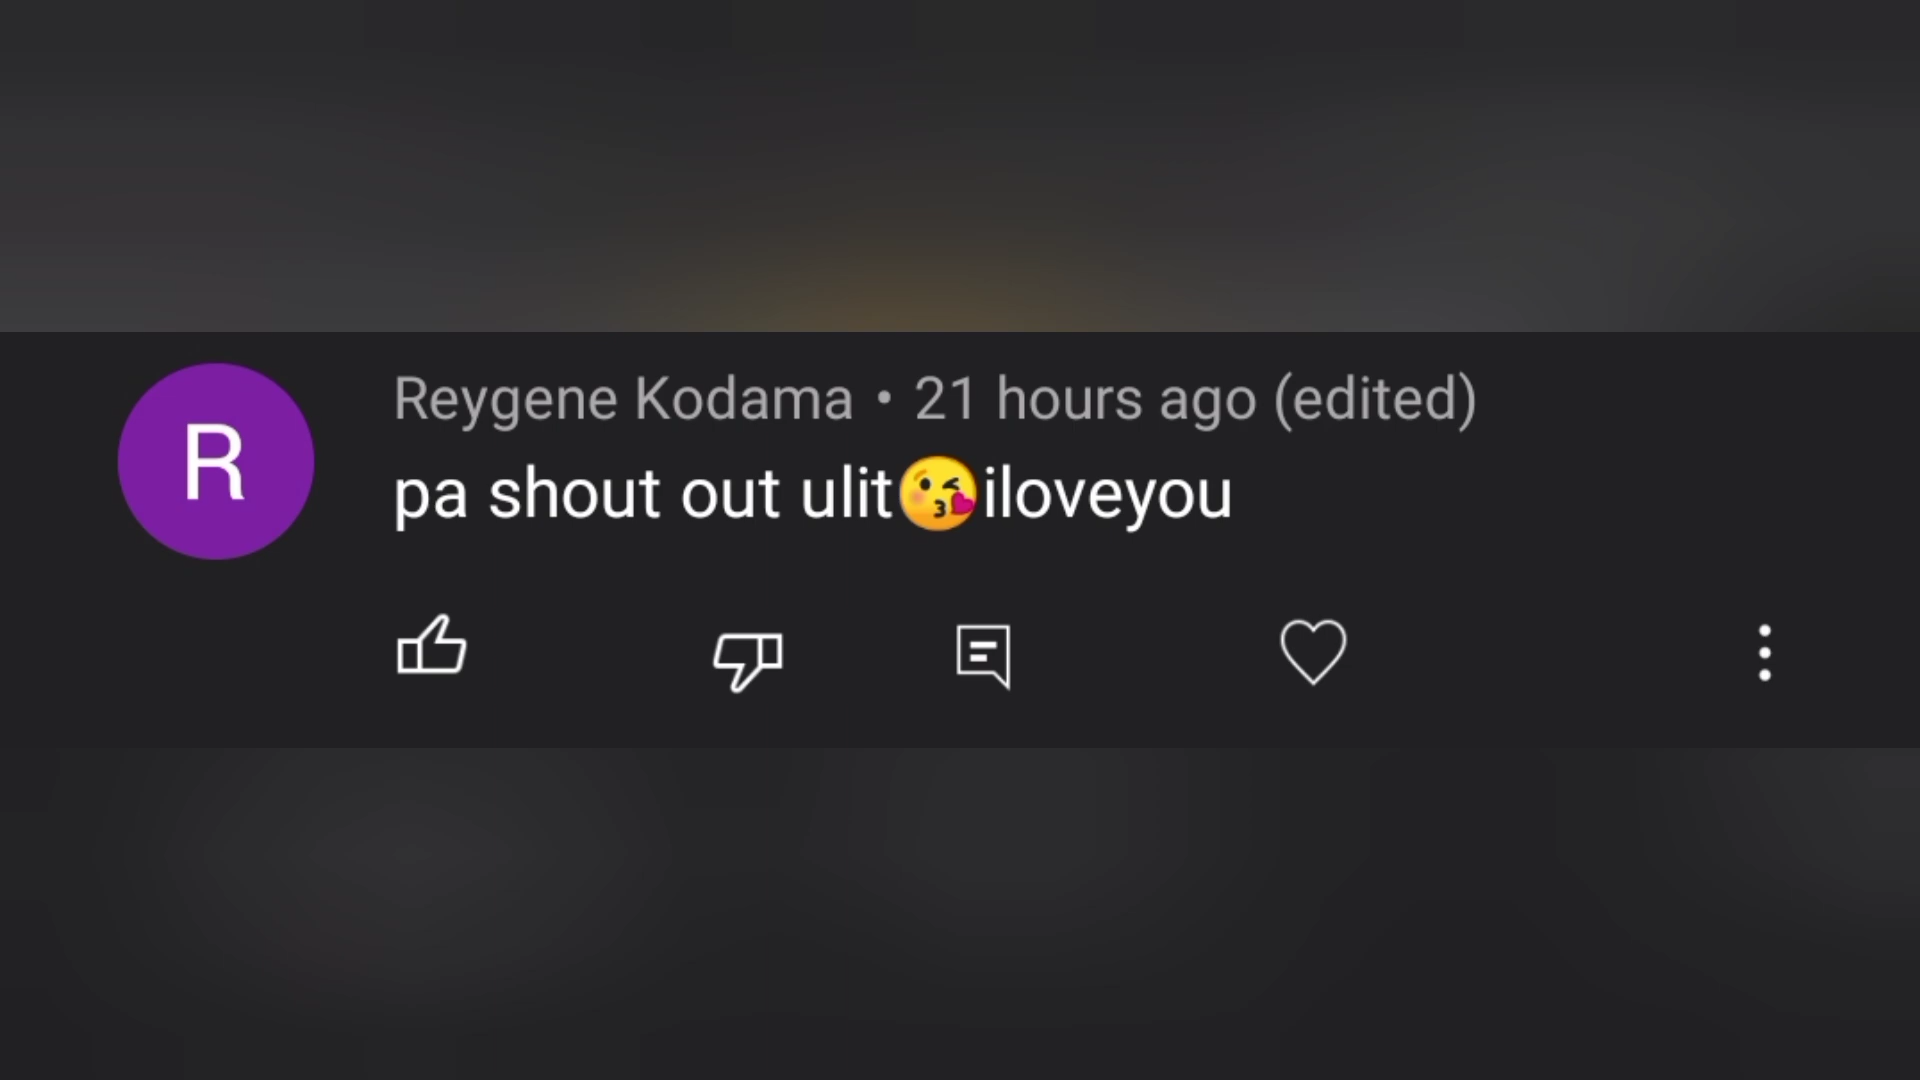 R
Reygene Kodama • 21 hours ago (edited)
pa shout out ulit😘iloveyou